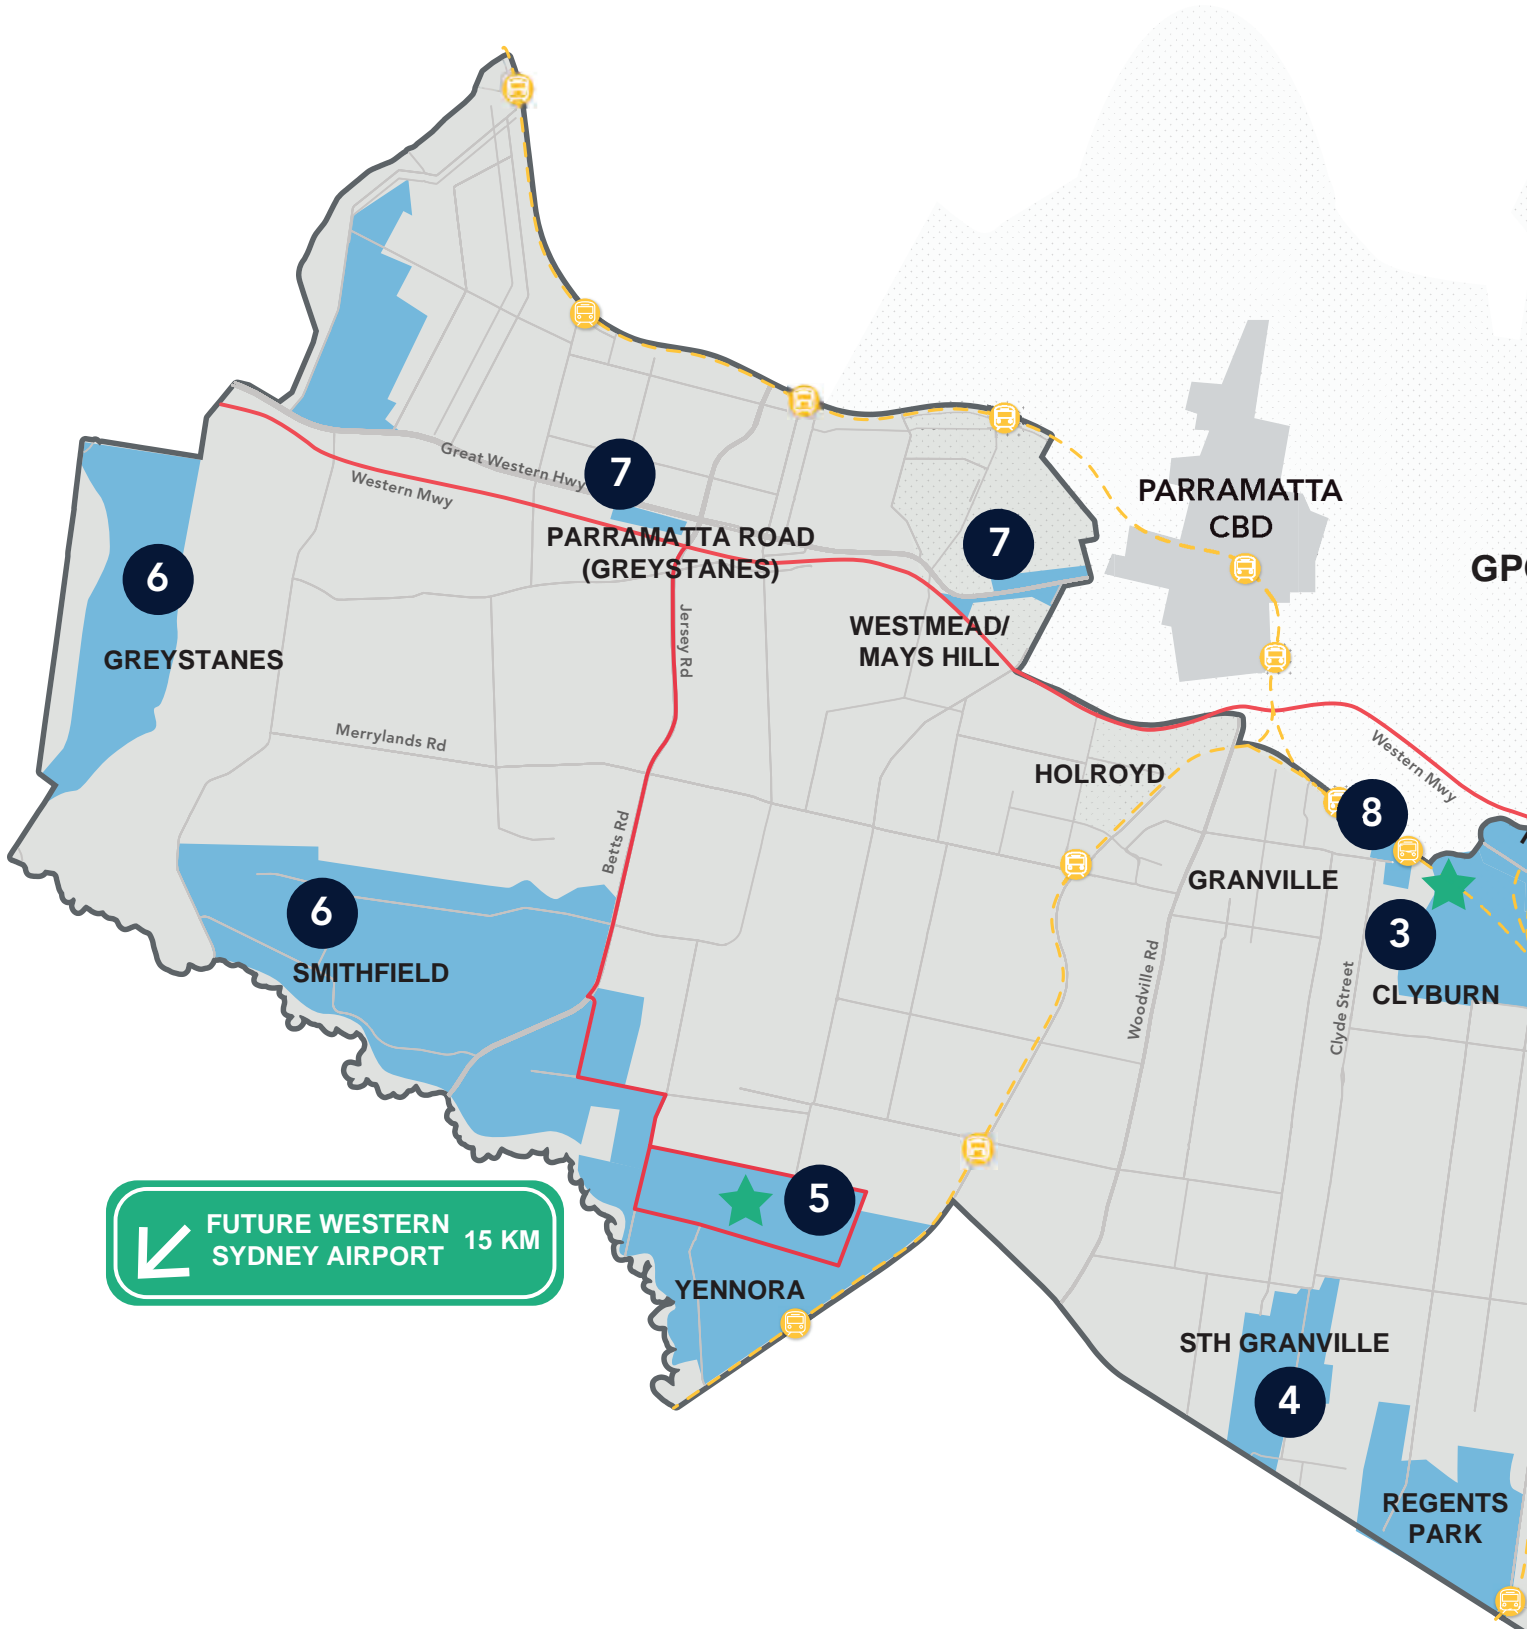 Great Western Hwy
7
Western Mwy
PARRAMATTA ROAD
(GREYSTANES)
7
PARRAMATTA
CBD
6
GREYSTANES
Jersey Rd
WESTMEAD/
MAYS HILL
Merrylands Rd
HOLROYD
Western Mwy
8
Betts Rd
GRANVILLE
6
SMITHFIELD
3
CLYBURN
Woodville Rd
Clyde Street
5
FUTURE WESTERN
SYDNEY AIRPORT
15 KM
YENNORA
STH GRANVILLE
4
REGENTS
PARK